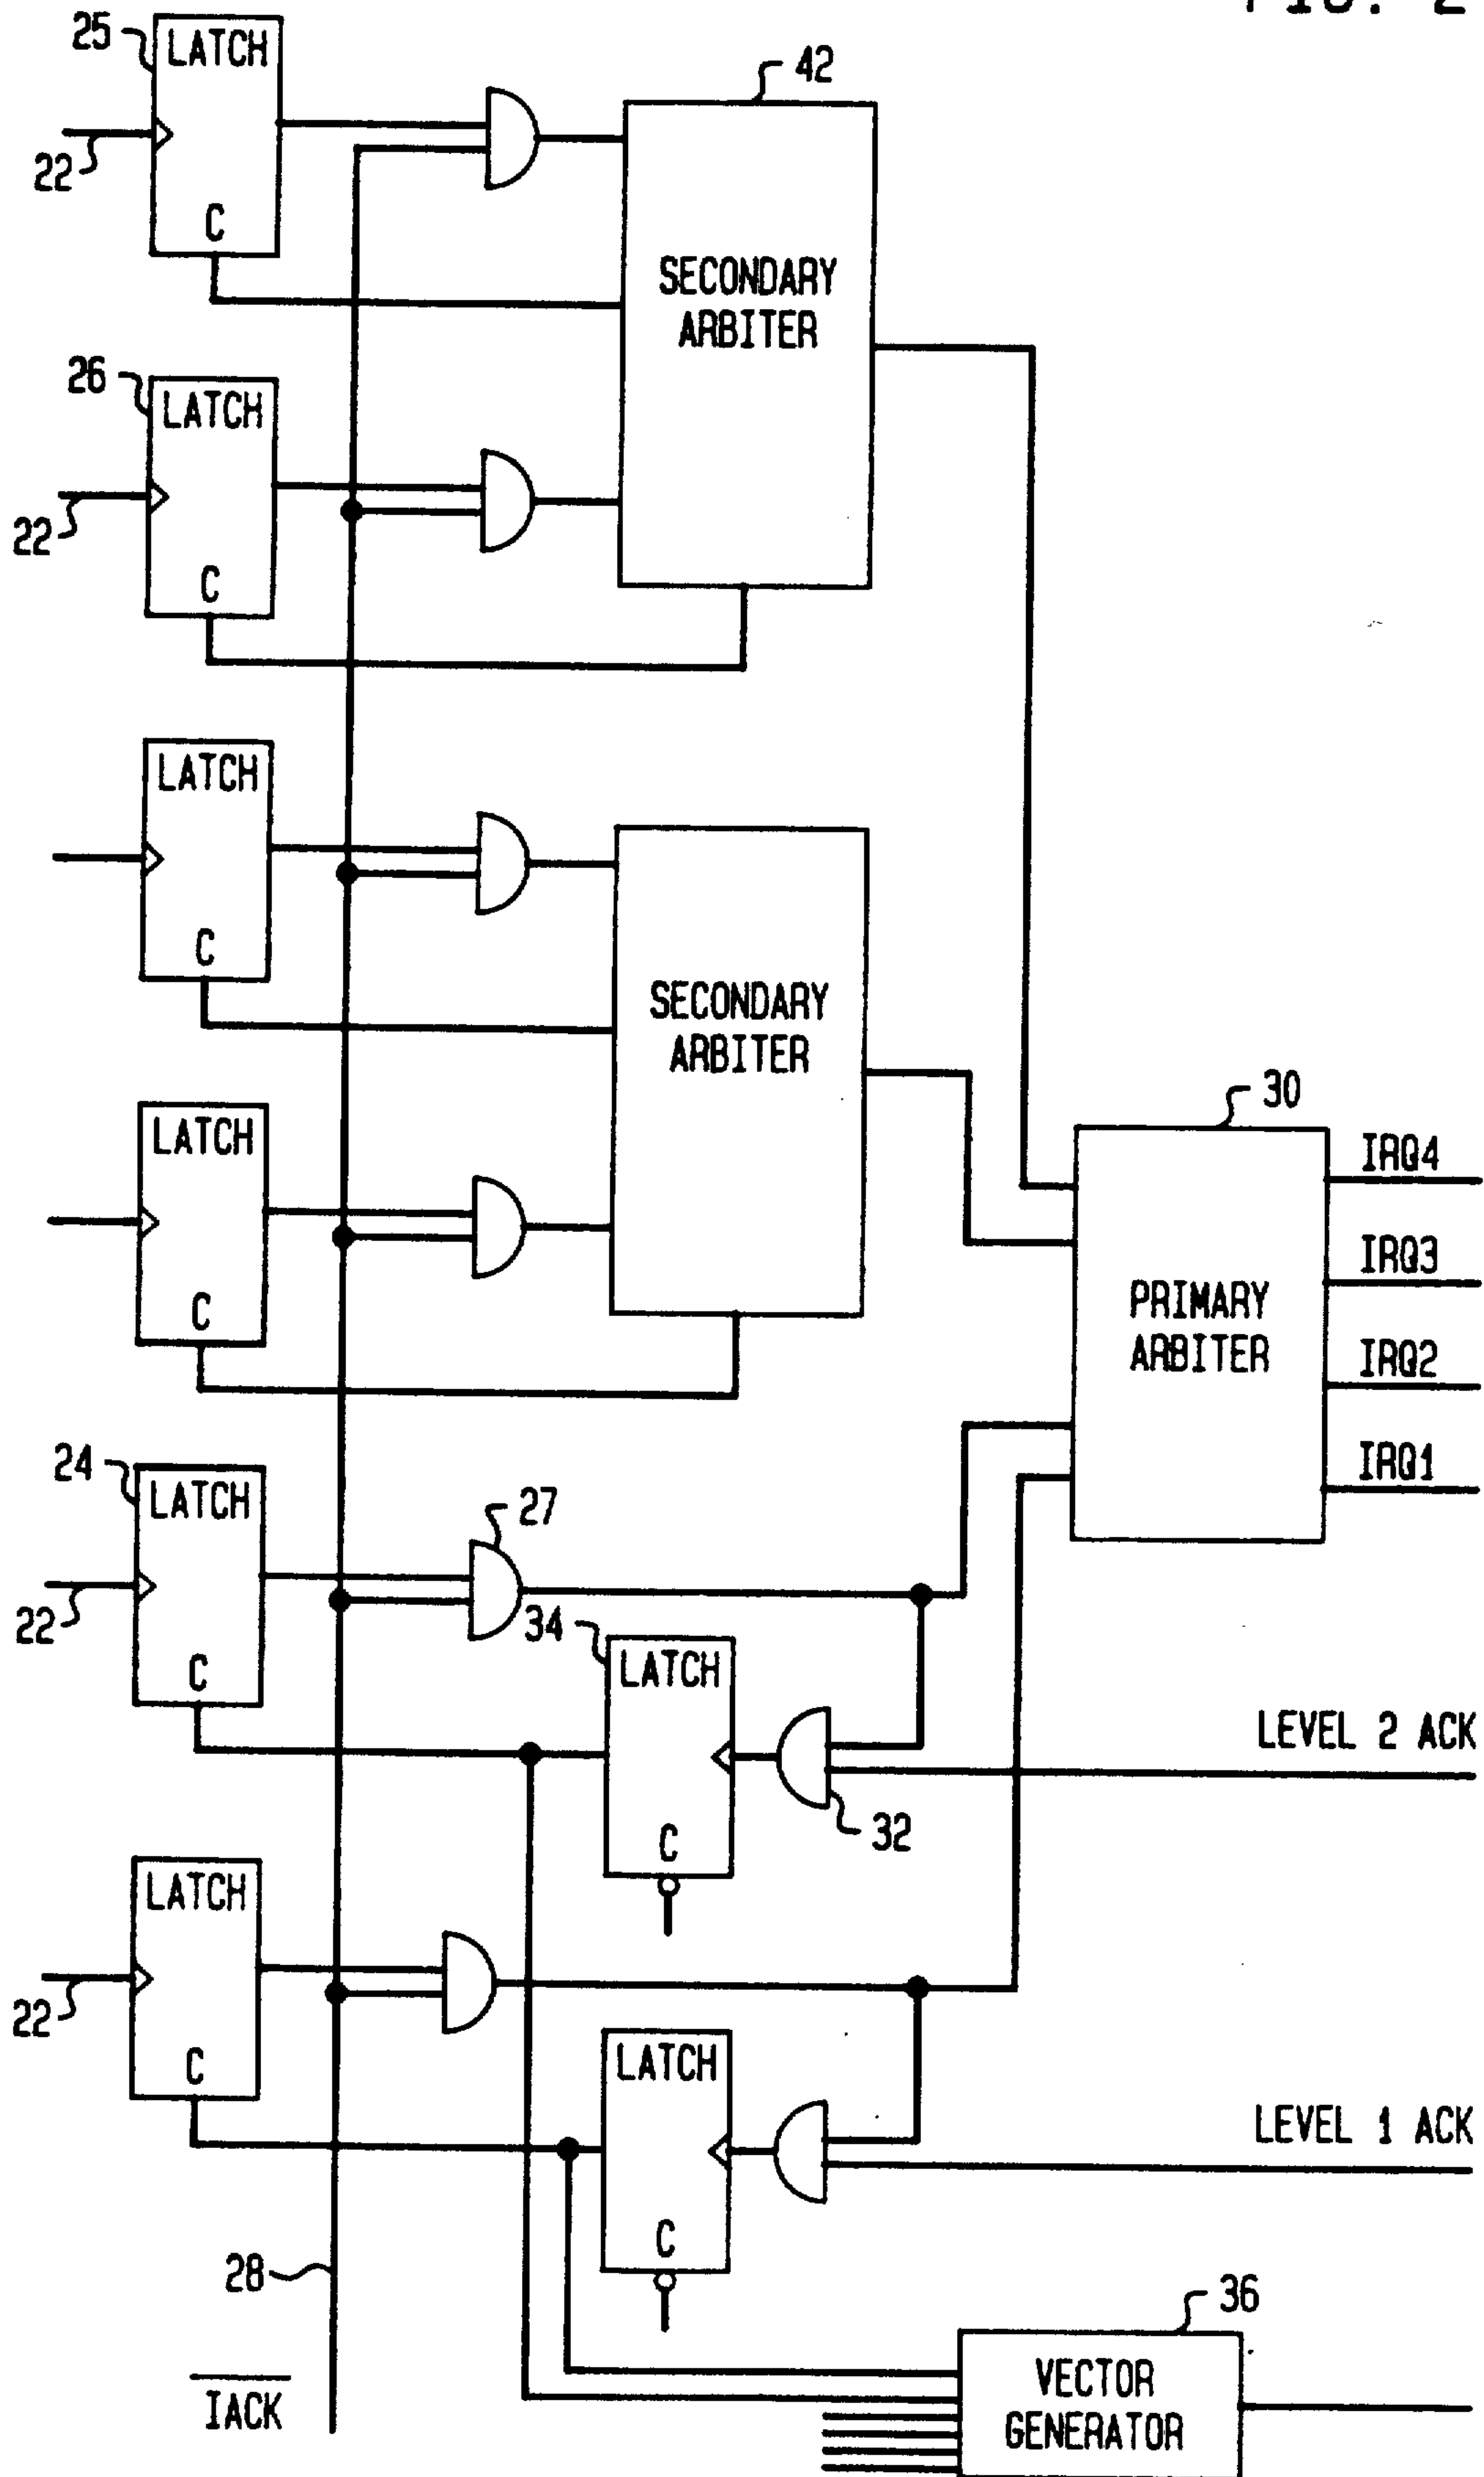 FIG. 2
25
LATCH
42
22
C
SECONDARY
ARBITER
26
LATCH
22
C
LATCH
C
SECONDARY
ARBITER
30
LATCH
IRQ4
IRQ3
C
PRIMARY
ARBITER
IRQ2
24
LATCH
IRQ1
27
22
34
LATCH
C
LEVEL 2 ACK
32
C
LATCH
22
C
LATCH
LEVEL 1 ACK
C
28
36
IACK
VECTOR
GENERATOR